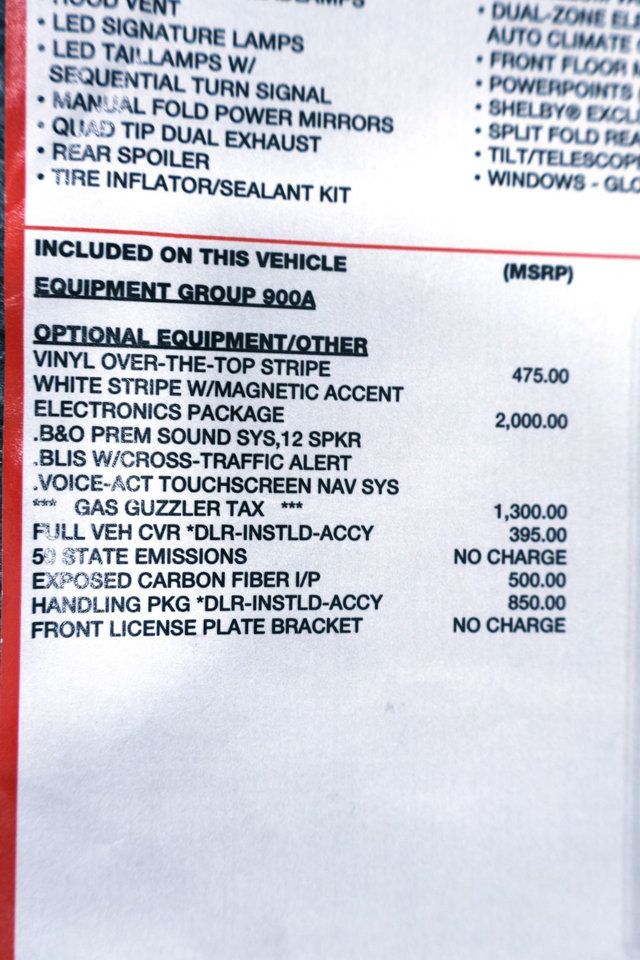 HOOD VENT
• LED SIGNATURE LAMPS
• LED TAILLAMPS W/
SEQUENTIAL TURN SIGNAL
• MANUAL FOLD POWER MIRRORS
• QUAD TIP DUAL EXHAUST
• REAR SPOILER
• TIRE INFLATOR/SEALANT KIT
• DUAL-ZONE
AUTO CLIMATE
• FRONT FLOOR
• POWERPOINTS
• SHELBY®
• SPLIT FOLD
• TILT/TELESCOP
• WINDOWS -
INCLUDED ON THIS VEHICLE (MSRP)
EQUIPMENT GROUP 900A
OPTIONAL EQUIPMENT/OTHER
VINYL OVER-THE-TOP STRIPE 475.00
WHITE STRIPE W/MAGNETIC ACCENT
ELECTRONICS PACKAGE 2,000.00
.B&O PREM SOUND SYS,12 SPKR
.BLIS W/CROSS-TRAFFIC ALERT
.VOICE-ACT TOUCHSCREEN NAV SYS
*** GAS GUZZLER TAX *** 1,300.00
FULL VEH CVR *DLR-INSTLD-ACCY 395.00
50 STATE EMISSIONS NO CHARGE
EXPOSED CARBON FIBER I/P 500.00
HANDLING PKG *DLR-INSTLD-ACCY 850.00
FRONT LICENSE PLATE BRACKET NO CHARGE